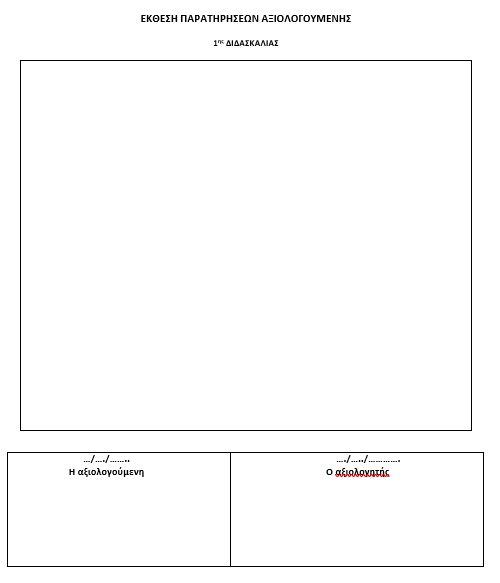 ΕΚΘΕΣΗ ΠΑΡΑΤΗΡΗΣΕΩΝ ΑΞΙΟΛΟΓΟΥΜΕΝΗΣ
1ης ΔΙΔΑΣΚΑΛΙΑΣ
…/…./……..
Η αξιολογούμενη
…./…../………….
Ο αξιολογητής